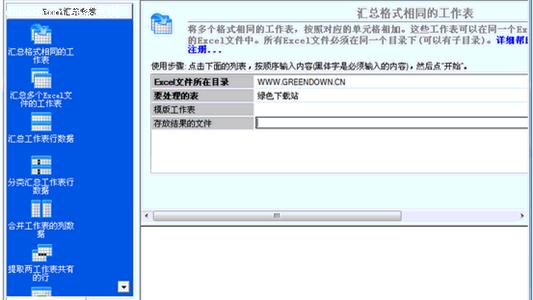 Excel汇总大师
汇总格式相同的工
作表
汇总多个Excel文
件的工作表
汇总工作表行数据
分类汇总工作表行
数据
合并工作表的列数
据
提取两工作表共有
的行
汇总格式相同的工作表
将多个格式相同的工作表，按照对应的单元格相加。这些工作表可以在同一个Ex
的Excel文件中。所有Excel文件必须在同一个目录下(可以有子目录)。详细帮助
注册...
使用步骤:点击下面的列表，按顺序输入内容(黑体字是必须输入的内容)，然后点"开始"。
Excel文件所在目录 WWW.GREENDOWN.CN
要处理的表 绿色下载站
模版工作表
存放结果的文件